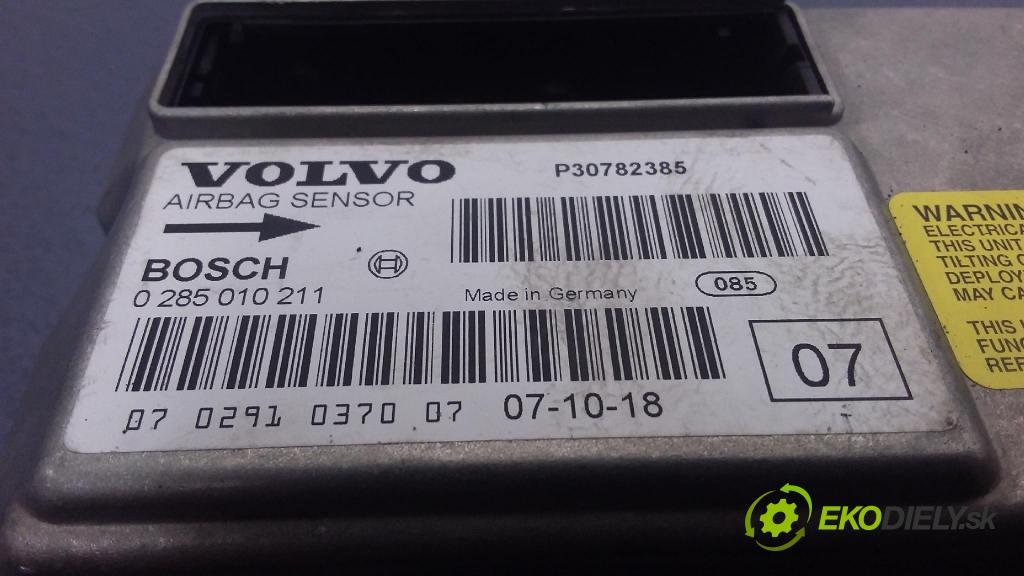 VOLVO
P30782385
AIRBAG SENSOR
BOSCH
0 285 010 211
Made in Germany
085
07
07 0291 0370 07 07-10-18
WARNIN
ELECTRICA
THIS UNIT
TILTING O
DEPLOY
MAY CA
THIS
FUNC
REF
EKODIELY.sk